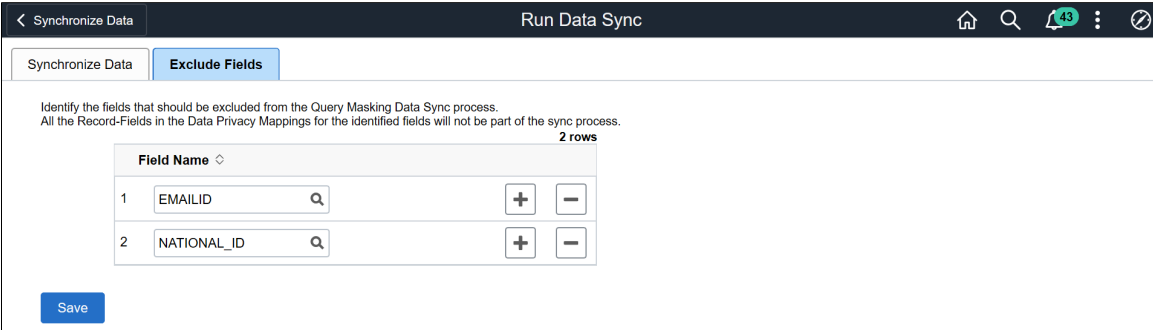 Synchronize Data
Run Data Sync
43
Synchronize Data
Exclude Fields
Identify the fields that should be excluded from the Query Masking Data Sync process.
All the Record-Fields in the Data Privacy Mappings for the identified fields will not be part of the sync process.
2 rows
Field Name
1 EMAILID
2 NATIONAL_ID
Save